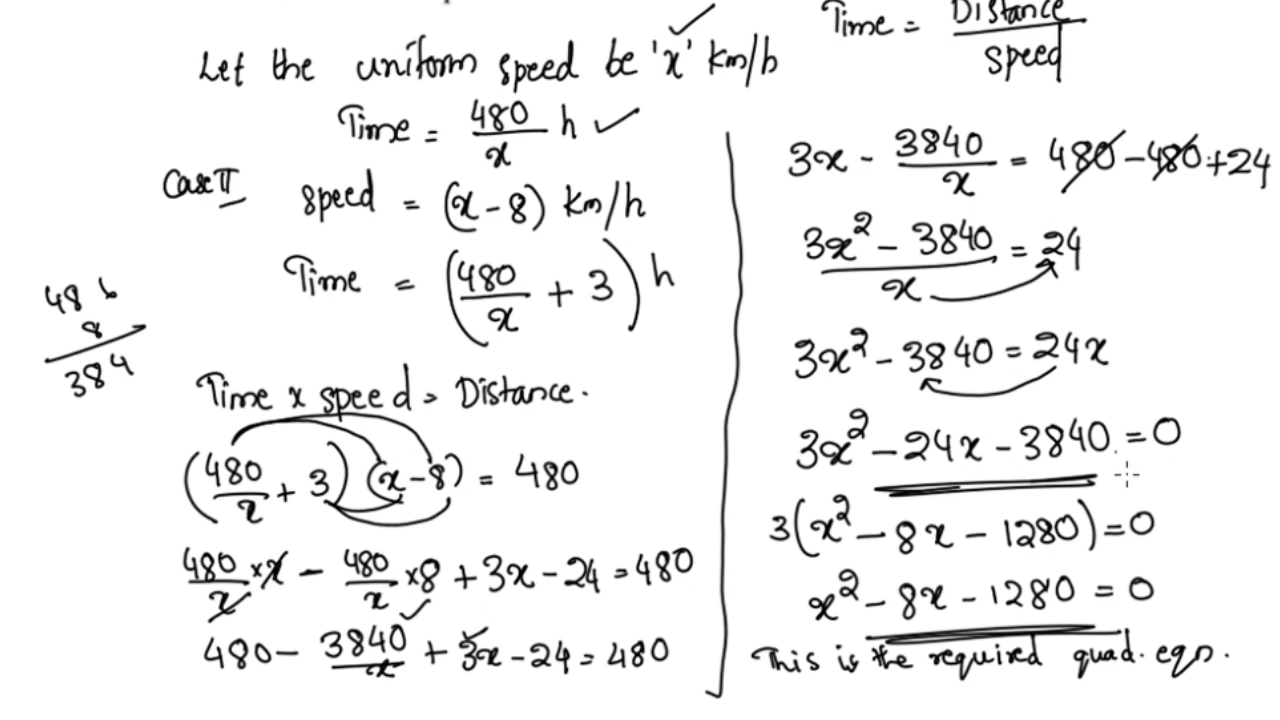 Let the uniform speed be 'x' Km/h
Time = 480/x h ✓
Case II speed = (x-8) Km/h
Time = (480/x + 3) h
48
8
384
Time x speed = Distance.
(480/x + 3) (x-8) = 480
480/x × x - 480/x × 8 + 3x - 24 = 480
480 - 3840/x + 3x - 24 = 480
Time = Distance/speed
3x - 3840/x = 480 - 480 + 24
3x² - 3840/x = 24
3x² - 3840 = 24x
3x² - 24x - 3840 = 0
3(x² - 8x - 1280) = 0
x² - 8x - 1280 = 0
This is the required quad. eqn.